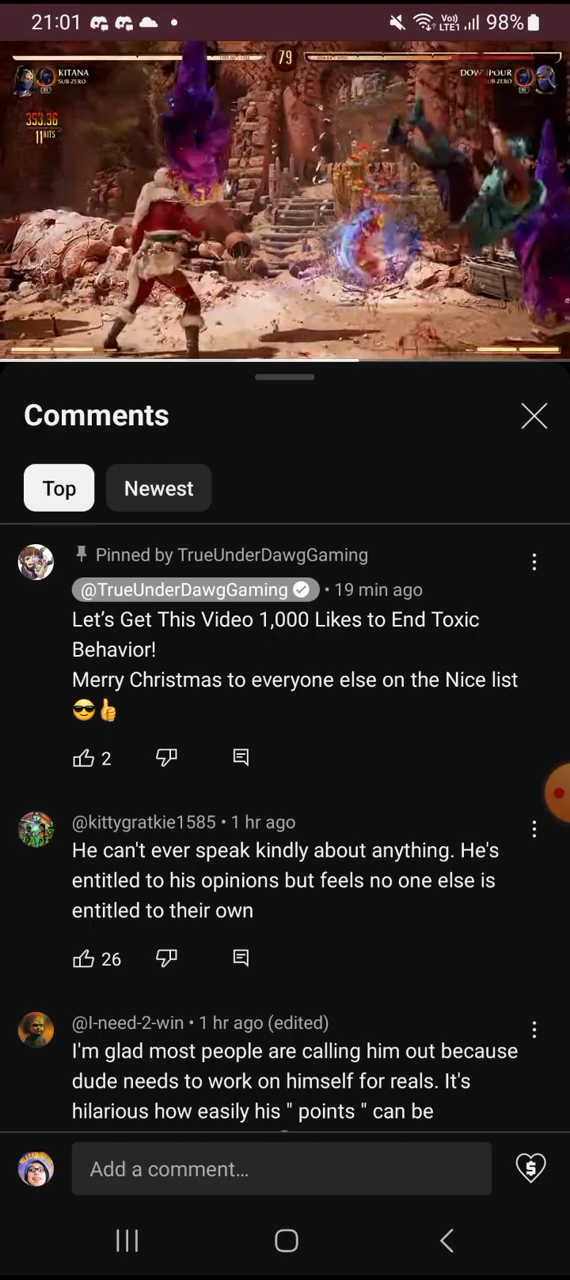 21:01
Vo))
LTE1
98%
79
KITANA
SUB-ZERO
SUB-ZERO
353.36
11 HITS
Comments
Top
Newest
Pinned by TrueUnderDawgGaming
@TrueUnderDawgGaming • 19 min ago
Let’s Get This Video 1,000 Likes to End Toxic
Behavior!
Merry Christmas to everyone else on the Nice list
😎👍
2
@kittygratkie1585 • 1 hr ago
He can't ever speak kindly about anything. He's
entitled to his opinions but feels no one else is
entitled to their own
26
@I-need-2-win • 1 hr ago (edited)
I'm glad most people are calling him out because
dude needs to work on himself for reals. It's
hilarious how easily his " points " can be
Add a comment...